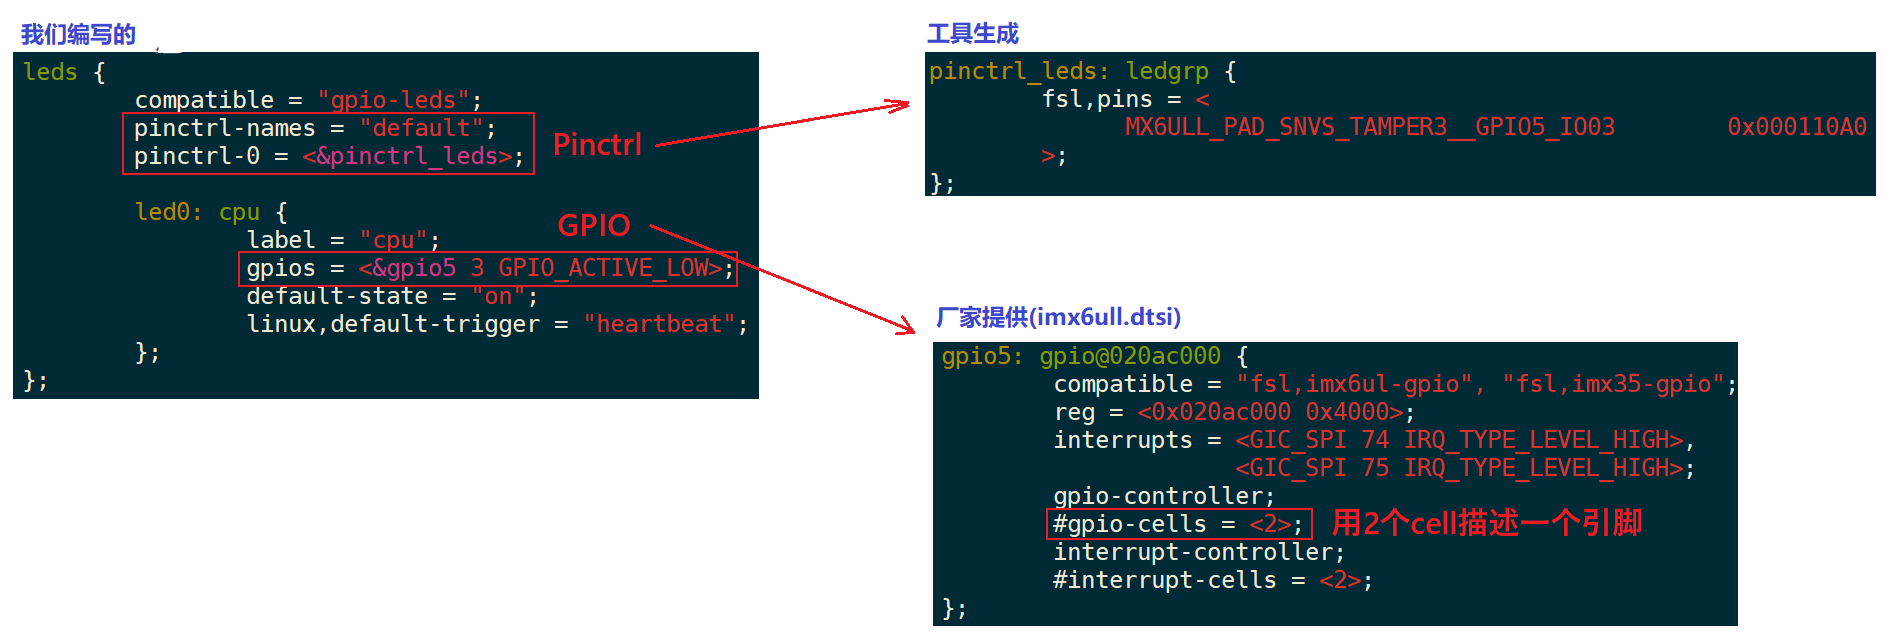 我们编写的
leds {
compatible = "gpio-leds";
pinctrl-names = "default";
pinctrl-0 = <&pinctrl_leds>;
led0: cpu {
label = "cpu";
gpios = <&gpio5 3 GPIO_ACTIVE_LOW>;
default-state = "on";
linux,default-trigger = "heartbeat";
};
};
Pinctrl
GPIO
工具生成
pinctrl_leds: ledgrp {
fsl,pins = <
MX6ULL_PAD_SNVS_TAMPER3__GPIO5_IO03 0x000110A0
>;
};
厂家提供(imx6ull.dtsi)
gpio5: gpio@020ac000 {
compatible = "fsl,imx6ul-gpio", "fsl,imx35-gpio";
reg = <0x020ac000 0x4000>;
interrupts = <GIC_SPI 74 IRQ_TYPE_LEVEL_HIGH>,
<GIC_SPI 75 IRQ_TYPE_LEVEL_HIGH>;
gpio-controller;
#gpio-cells = <2>; 用2个cell描述一个引脚
interrupt-controller;
#interrupt-cells = <2>;
};